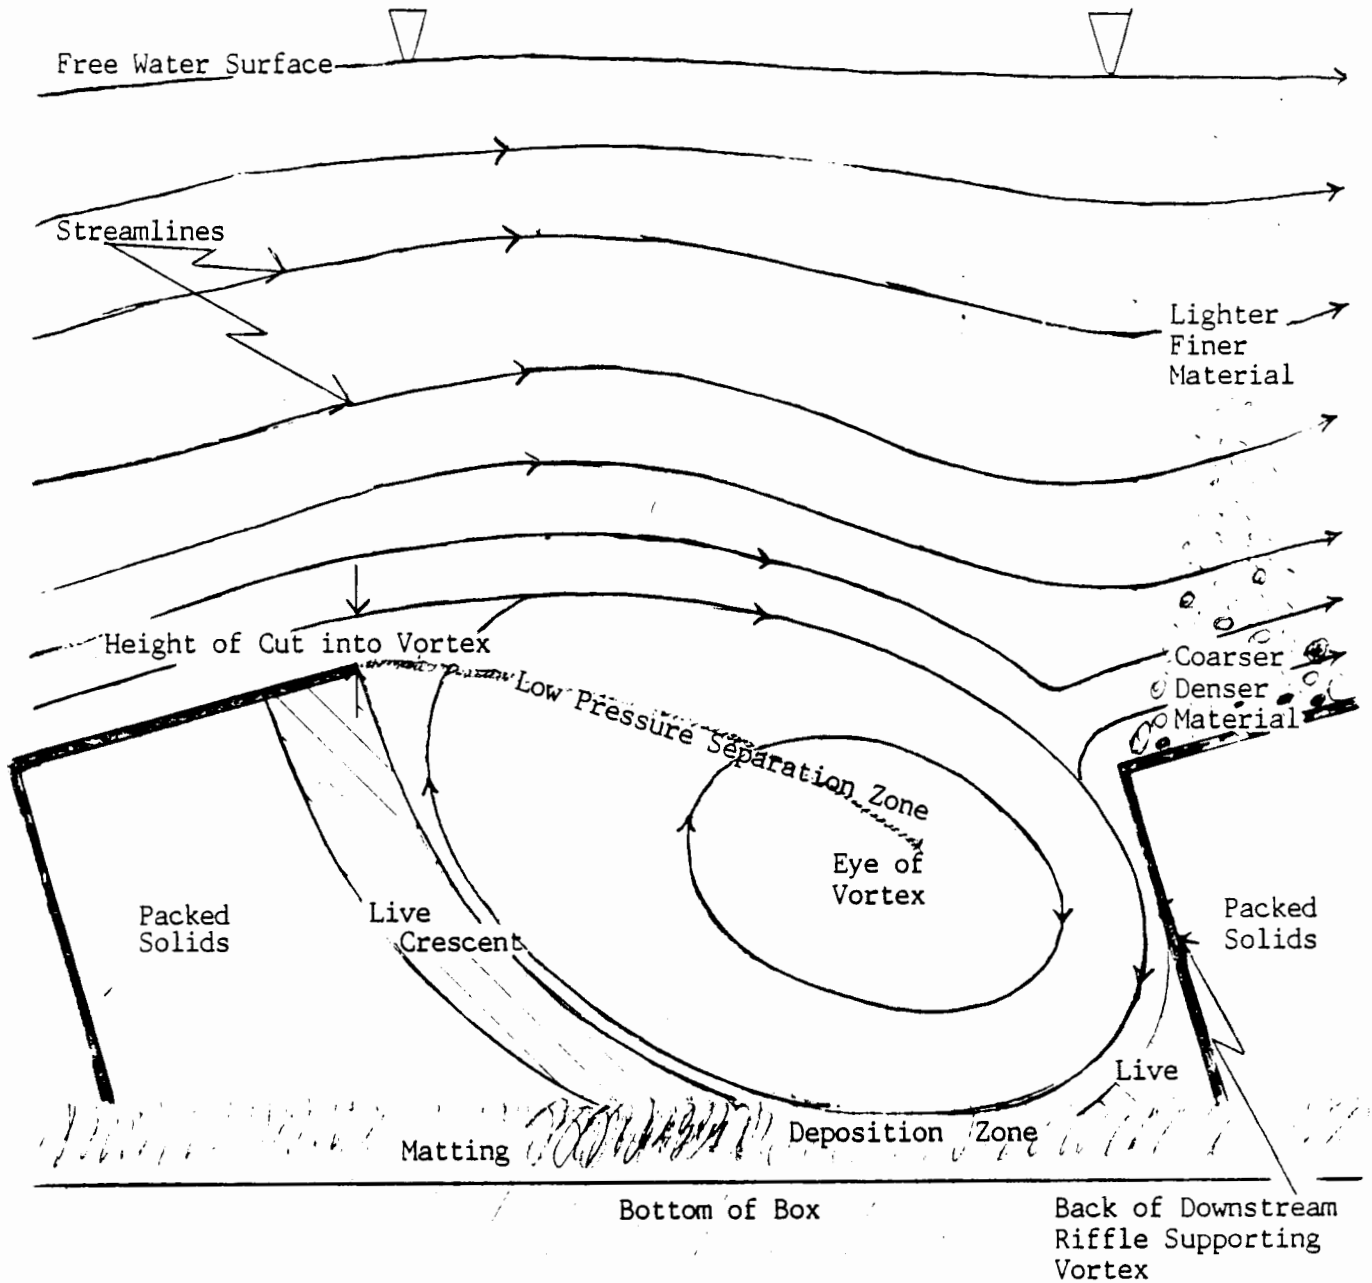 Free Water Surface
Streamlines
Lighter
Finer
Material
Height of Cut into Vortex
Low Pressure Separation Zone
Coarser
Denser
Material
Eye of
Vortex
Packed
Solids
Live
Crescent
Packed
Solids
Live
Matting
Deposition Zone
Bottom of Box
Back of Downstream
Riffle Supporting
Vortex